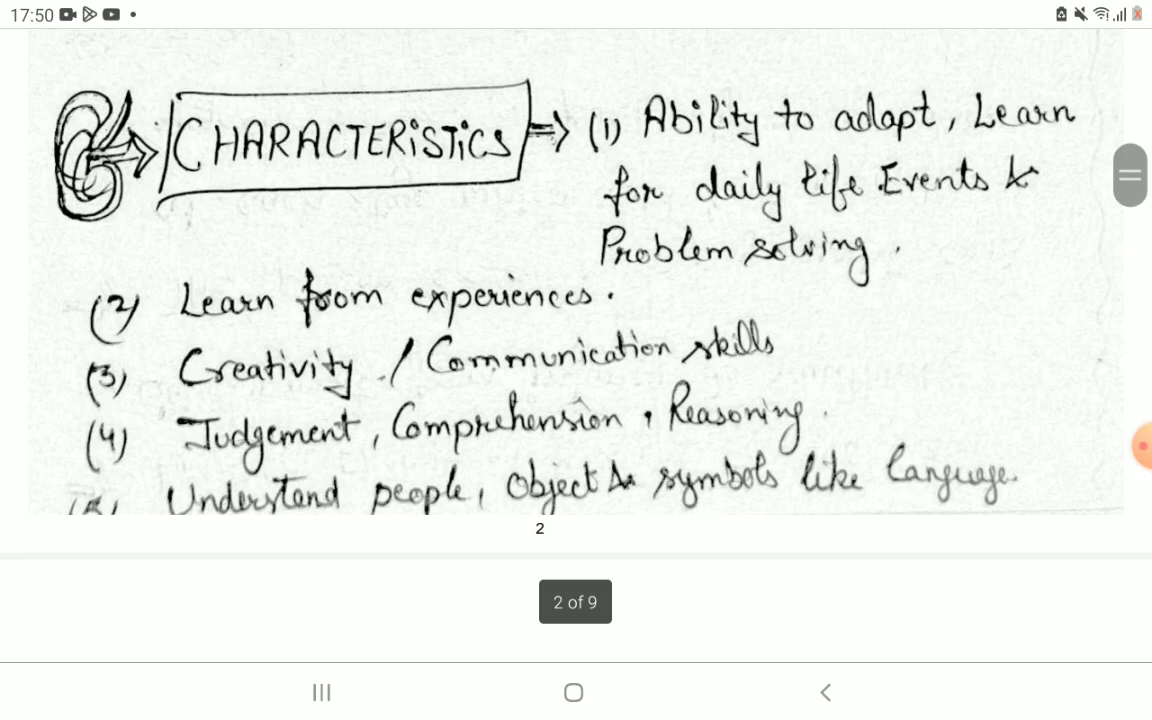 17:50
CHARACTERiSTiCS => (1) Ability to adapt, Learn
for daily life Events &
Problem solving.
(2) Learn from experiences.
(3) Creativity / Communication skills
(4) Judgement, Comprehension, Reasoning.
(5) Understand people, object & symbols like language.
2
2 of 9